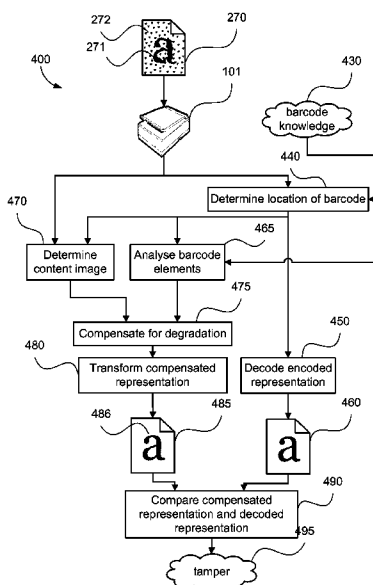 272
270
271
a
400
101
430
barcode
knowledge
440
Determine location of barcode
470
465
Determine
content image
Analyse barcode
elements
475
Compensate for degradation
480
450
Transform compensated
representation
Decode encoded
representation
486
485
460
a
a
490
Compare compensated
representation and decoded
representation
495
tamper